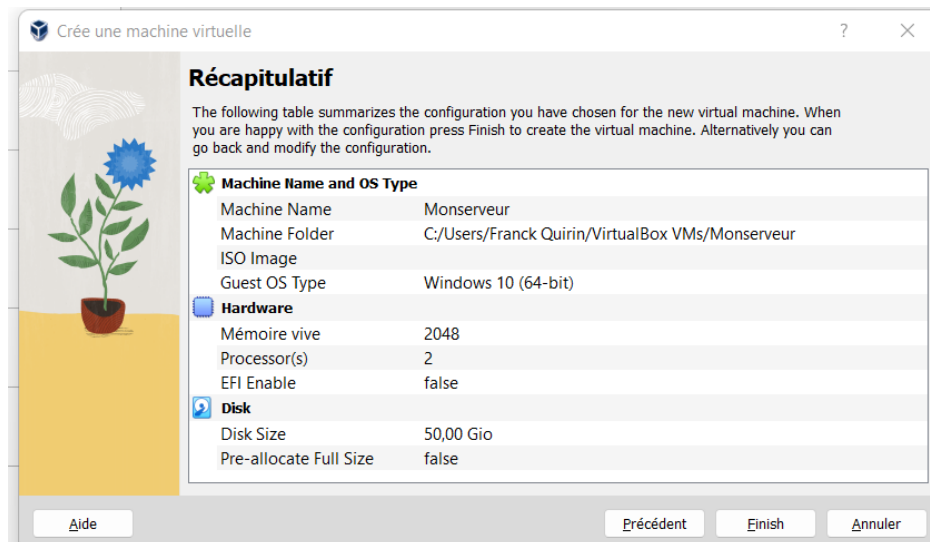 Crée une machine virtuelle
Récapitulatif
The following table summarizes the configuration you have chosen for the new virtual machine. When
you are happy with the configuration press Finish to create the virtual machine. Alternatively you can
go back and modify the configuration.
Machine Name and OS Type
Machine Name Monserveur
Machine Folder C:/Users/Franck Quirin/VirtualBox VMs/Monserveur
ISO Image
Guest OS Type Windows 10 (64-bit)
Hardware
Mémoire vive 2048
Processor(s) 2
EFI Enable false
Disk
Disk Size 50,00 Gio
Pre-allocate Full Size false
Aide Précédent Finish Annuler